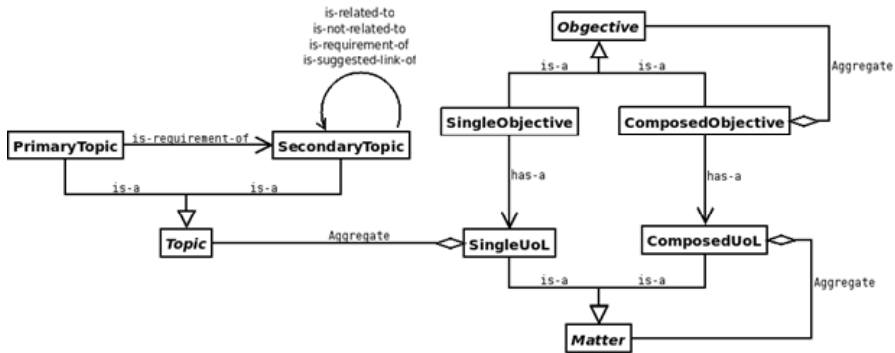 is-related-to
is-not-related-to
is-requirement-of
is-suggested-link-of
Obgective
is-a
is-a
Aggregate
PrimaryTopic
is-requirement-of
SecondaryTopic
SingleObjective
ComposedObjective
is-a
is-a
has-a
has-a
Topic
Aggregate
SingleUoL
ComposedUoL
is-a
is-a
Aggregate
Matter